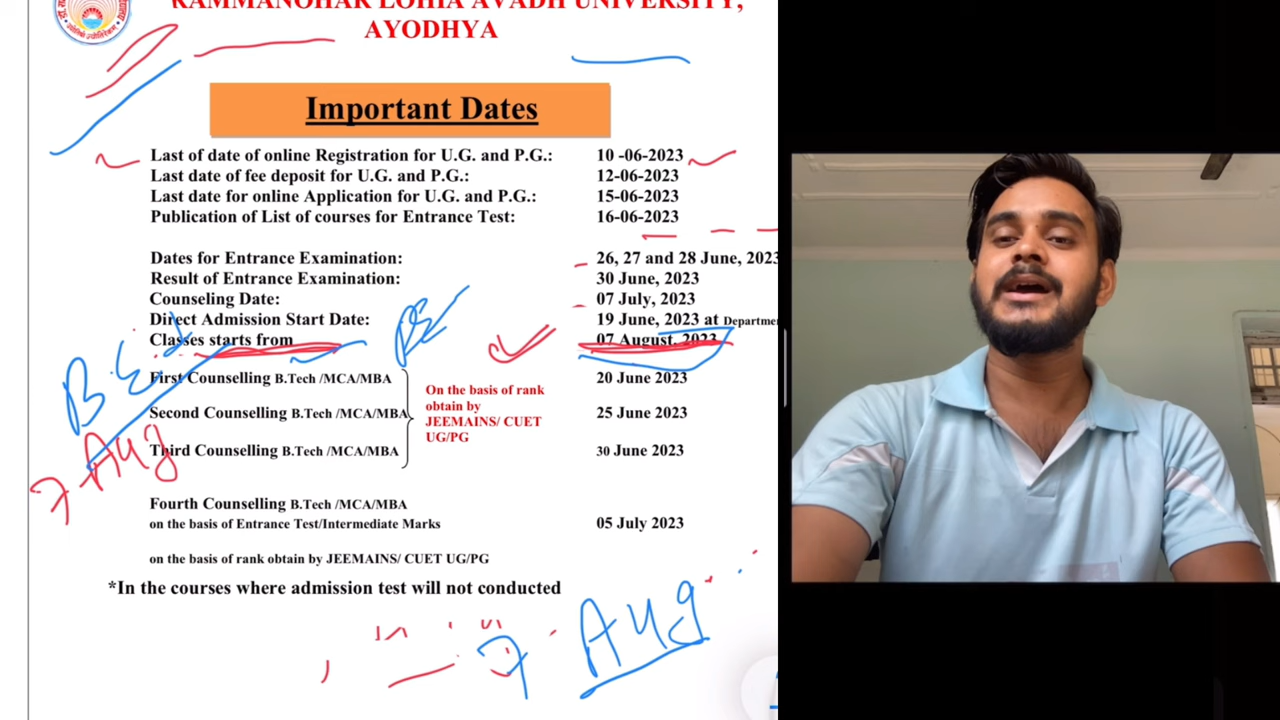 RAMMANOHAR LOHIA AVADH UNIVERSITY,
AYODHYA
Important Dates
Last of date of online Registration for U.G. and P.G.: 10 -06-2023
Last date of fee deposit for U.G. and P.G.: 12-06-2023
Last date for online Application for U.G. and P.G.: 15-06-2023
Publication of List of courses for Entrance Test: 16-06-2023
Dates for Entrance Examination: 26, 27 and 28 June, 2023
Result of Entrance Examination: 30 June, 2023
Counseling Date: 07 July, 2023
Direct Admission Start Date: 19 June, 2023 at
Classes starts from 07 August, 2023
B.Ed
First Counselling B.Tech /MCA/MBA 20 June 2023
On the basis of rank
obtain by
JEEMAINS/ CUET
UG/PG
Second Counselling B.Tech /MCA/MBA 25 June 2023
Third Counselling B.Tech /MCA/MBA 30 June 2023
7 Aug
Fourth Counselling B.Tech /MCA/MBA
on the basis of Entrance Test/Intermediate Marks 05 July 2023
on the basis of rank obtain by JEEMAINS/ CUET UG/PG
*In the courses where admission test will not conducted
7 Aug